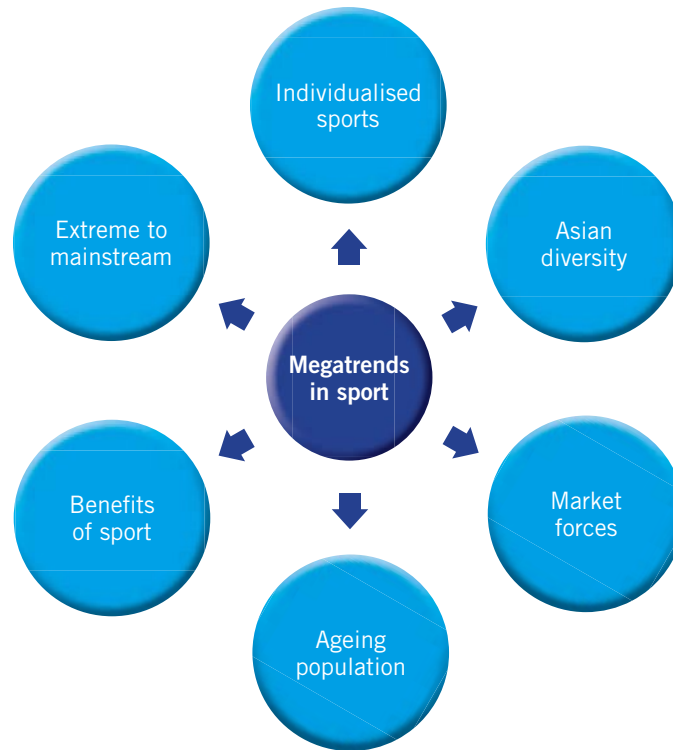 Individualised
sports
Extreme to
mainstream
Asian
diversity
Megatrends
in sport
Benefits
of sport
Market
forces
Ageing
population